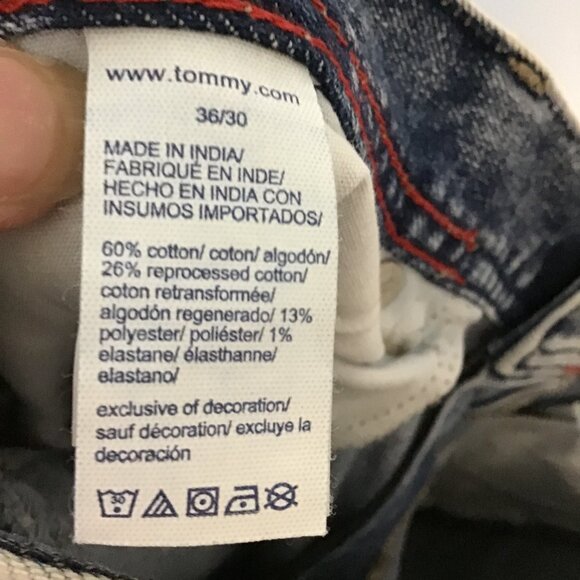 www.tommy.com
36/30
MADE IN INDIA/
FABRIQUÉ EN INDE/
HECHO EN INDIA CON
INSUMOS IMPORTADOS/
60% cotton/ coton/ algodón/
26% reprocessed cotton/
coton retransformée/
algodón regenerado/ 13%
polyester/ poliéster/ 1%
elastane/ élasthanne/
elastano/
exclusive of decoration/
sauf décoration/ excluye la
decoración
30